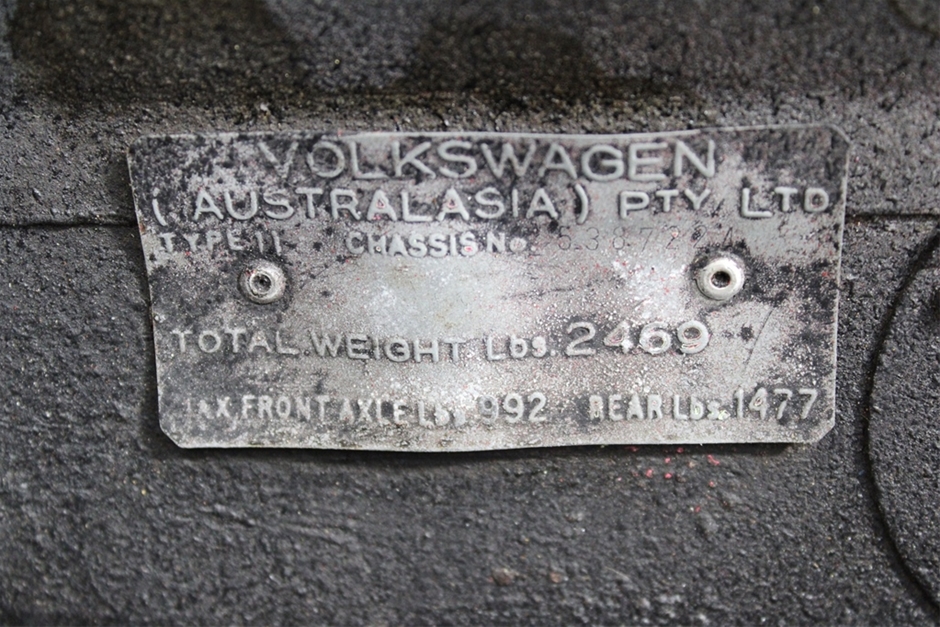 VOLKSWAGEN
(AUSTRALASIA) PTY LTD
TYPE 11 CHASSIS No
TOTAL.WEIGHT Lbs. 2469
MAX, FRONT AXLE Lbs. 992 REAR Lbs. 1477